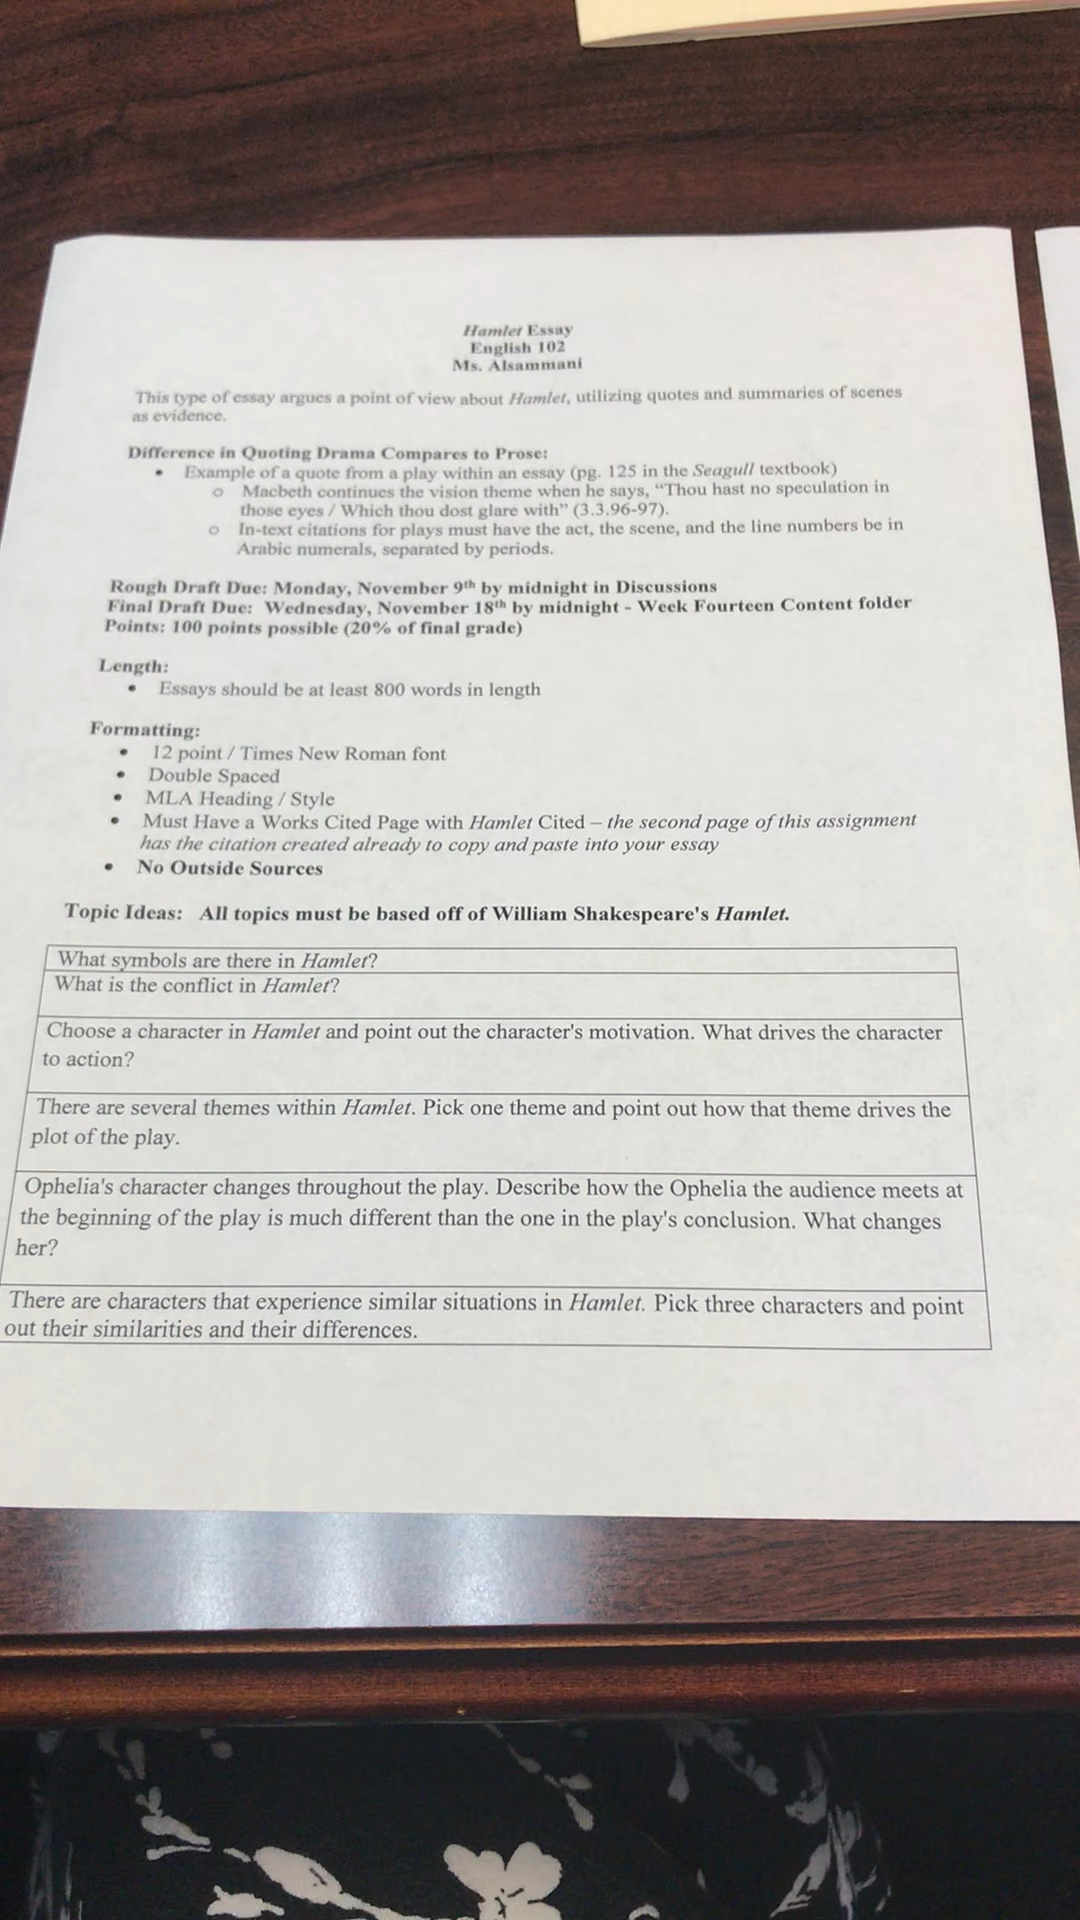 Hamlet Essay
English 102
Ms. Alsammani
This type of essay argues a point of view about Hamlet, utilizing quotes and summaries of scenes
as evidence.
Difference in Quoting Drama Compares to Prose:
• Example of a quote from a play within an essay (pg. 125 in the Seagull textbook)
o Macbeth continues the vision theme when he says, “Thou hast no speculation in
those eyes / Which thou dost glare with” (3.3.96-97).
o In-text citations for plays must have the act, the scene, and the line numbers be in
Arabic numerals, separated by periods.
Rough Draft Due: Monday, November 9th by midnight in Discussions
Final Draft Due: Wednesday, November 18th by midnight - Week Fourteen Content folder
Points: 100 points possible (20% of final grade)
Length:
• Essays should be at least 800 words in length
Formatting:
• 12 point / Times New Roman font
• Double Spaced
• MLA Heading / Style
• Must Have a Works Cited Page with Hamlet Cited – the second page of this assignment
has the citation created already to copy and paste into your essay
• No Outside Sources
Topic Ideas: All topics must be based off of William Shakespeare's Hamlet.
What symbols are there in Hamlet?
What is the conflict in Hamlet?
Choose a character in Hamlet and point out the character's motivation. What drives the character
to action?
There are several themes within Hamlet. Pick one theme and point out how that theme drives the
plot of the play.
Ophelia's character changes throughout the play. Describe how the Ophelia the audience meets at
the beginning of the play is much different than the one in the play's conclusion. What changes
her?
There are characters that experience similar situations in Hamlet. Pick three characters and point
out their similarities and their differences.